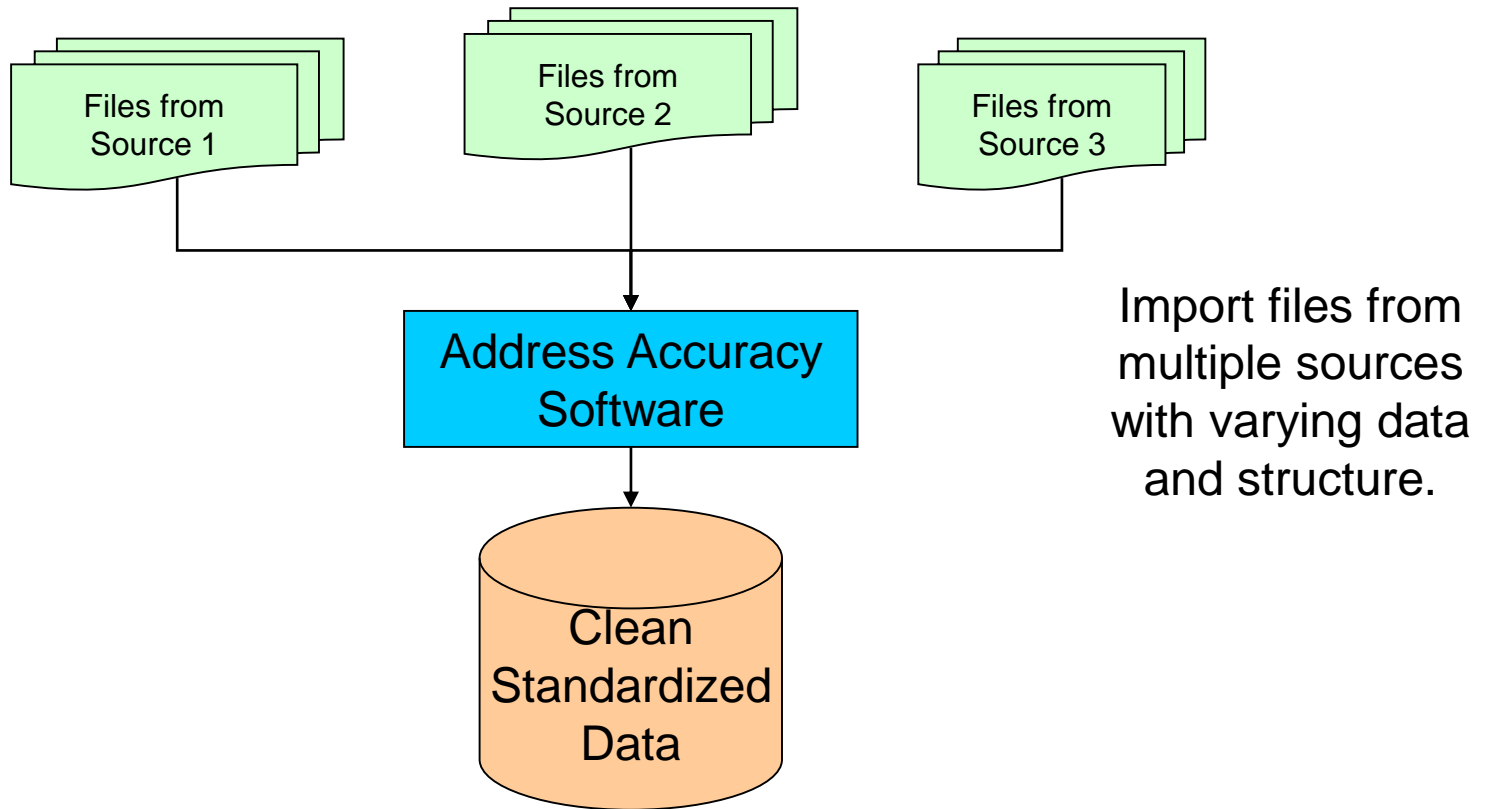 Files from
Source 1
Files from
Source 2
Files from
Source 3
Address Accuracy
Software
Import files from
multiple sources
with varying data
and structure.
Clean
Standardized
Data